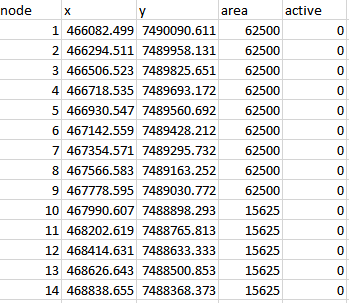 node x y area active
1 466082.499 7490090.611 62500 0
2 466294.511 7489958.131 62500 0
3 466506.523 7489825.651 62500 0
4 466718.535 7489693.172 62500 0
5 466930.547 7489560.692 62500 0
6 467142.559 7489428.212 62500 0
7 467354.571 7489295.732 62500 0
8 467566.583 7489163.252 62500 0
9 467778.595 7489030.772 62500 0
10 467990.607 7488898.293 15625 0
11 468202.619 7488765.813 15625 0
12 468414.631 7488633.333 15625 0
13 468626.643 7488500.853 15625 0
14 468838.655 7488368.373 15625 0